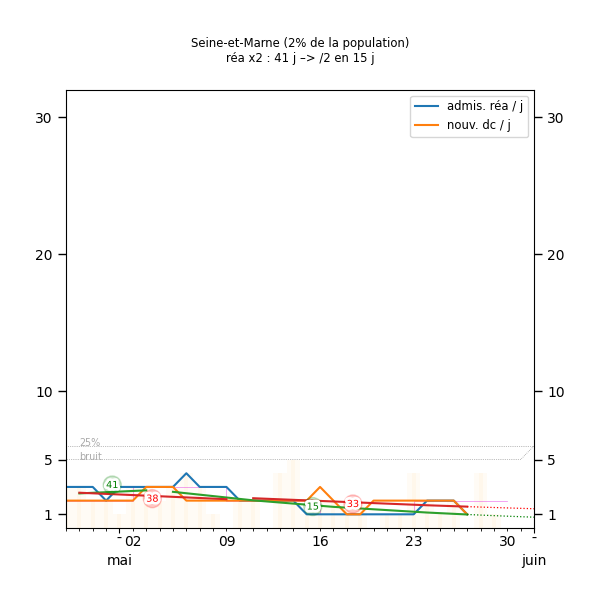 Seine-et-Marne (2% de la population)
réa x2 : 41 j –> /2 en 15 j
admis. réa / j
nouv. dc / j
30
30
20
20
10
10
25%
bruit
5
5
41
38
15
33
1
1
02
09
16
23
30
mai
juin